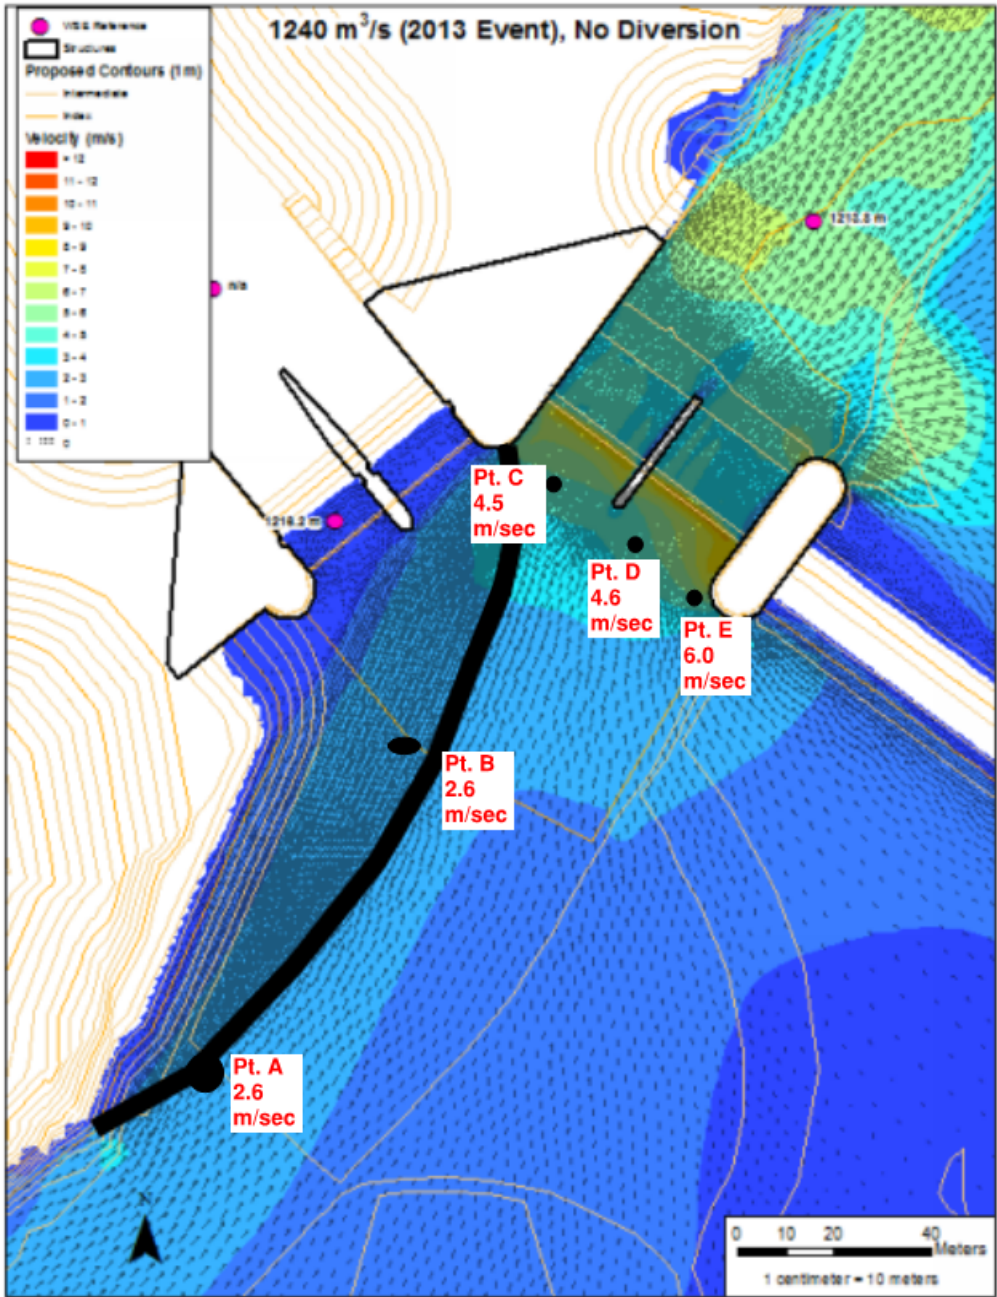 1240 m³/s (2013 Event), No Diversion
WSE Reference
Structures
Proposed Contours (1m)
Intermediate
Index
Velocity (m/s)
11 - 12
10 - 11
9 - 10
8 - 9
7 - 8
6 - 7
5 - 6
4 - 5
3 - 4
2 - 3
1 - 2
0 - 1
0
n/a
Pt. C
4.5
m/sec
Pt. D
4.6
m/sec
Pt. E
6.0
m/sec
Pt. B
2.6
m/sec
Pt. A
2.6
m/sec
N
0 10 20 40
Meters
1 centimeter = 10 meters